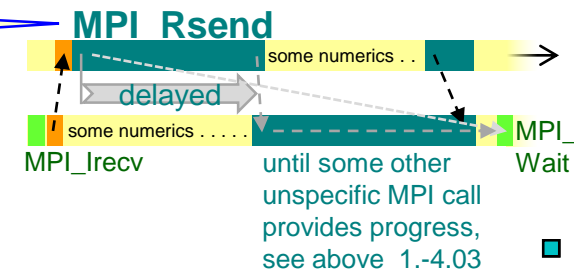 MPI_Rsend
some numerics . .
delayed
some numerics . . . . .
MPI_Irecv
MPI_
Wait
until some other
unspecific MPI call
provides progress,
see above 1.-4.03